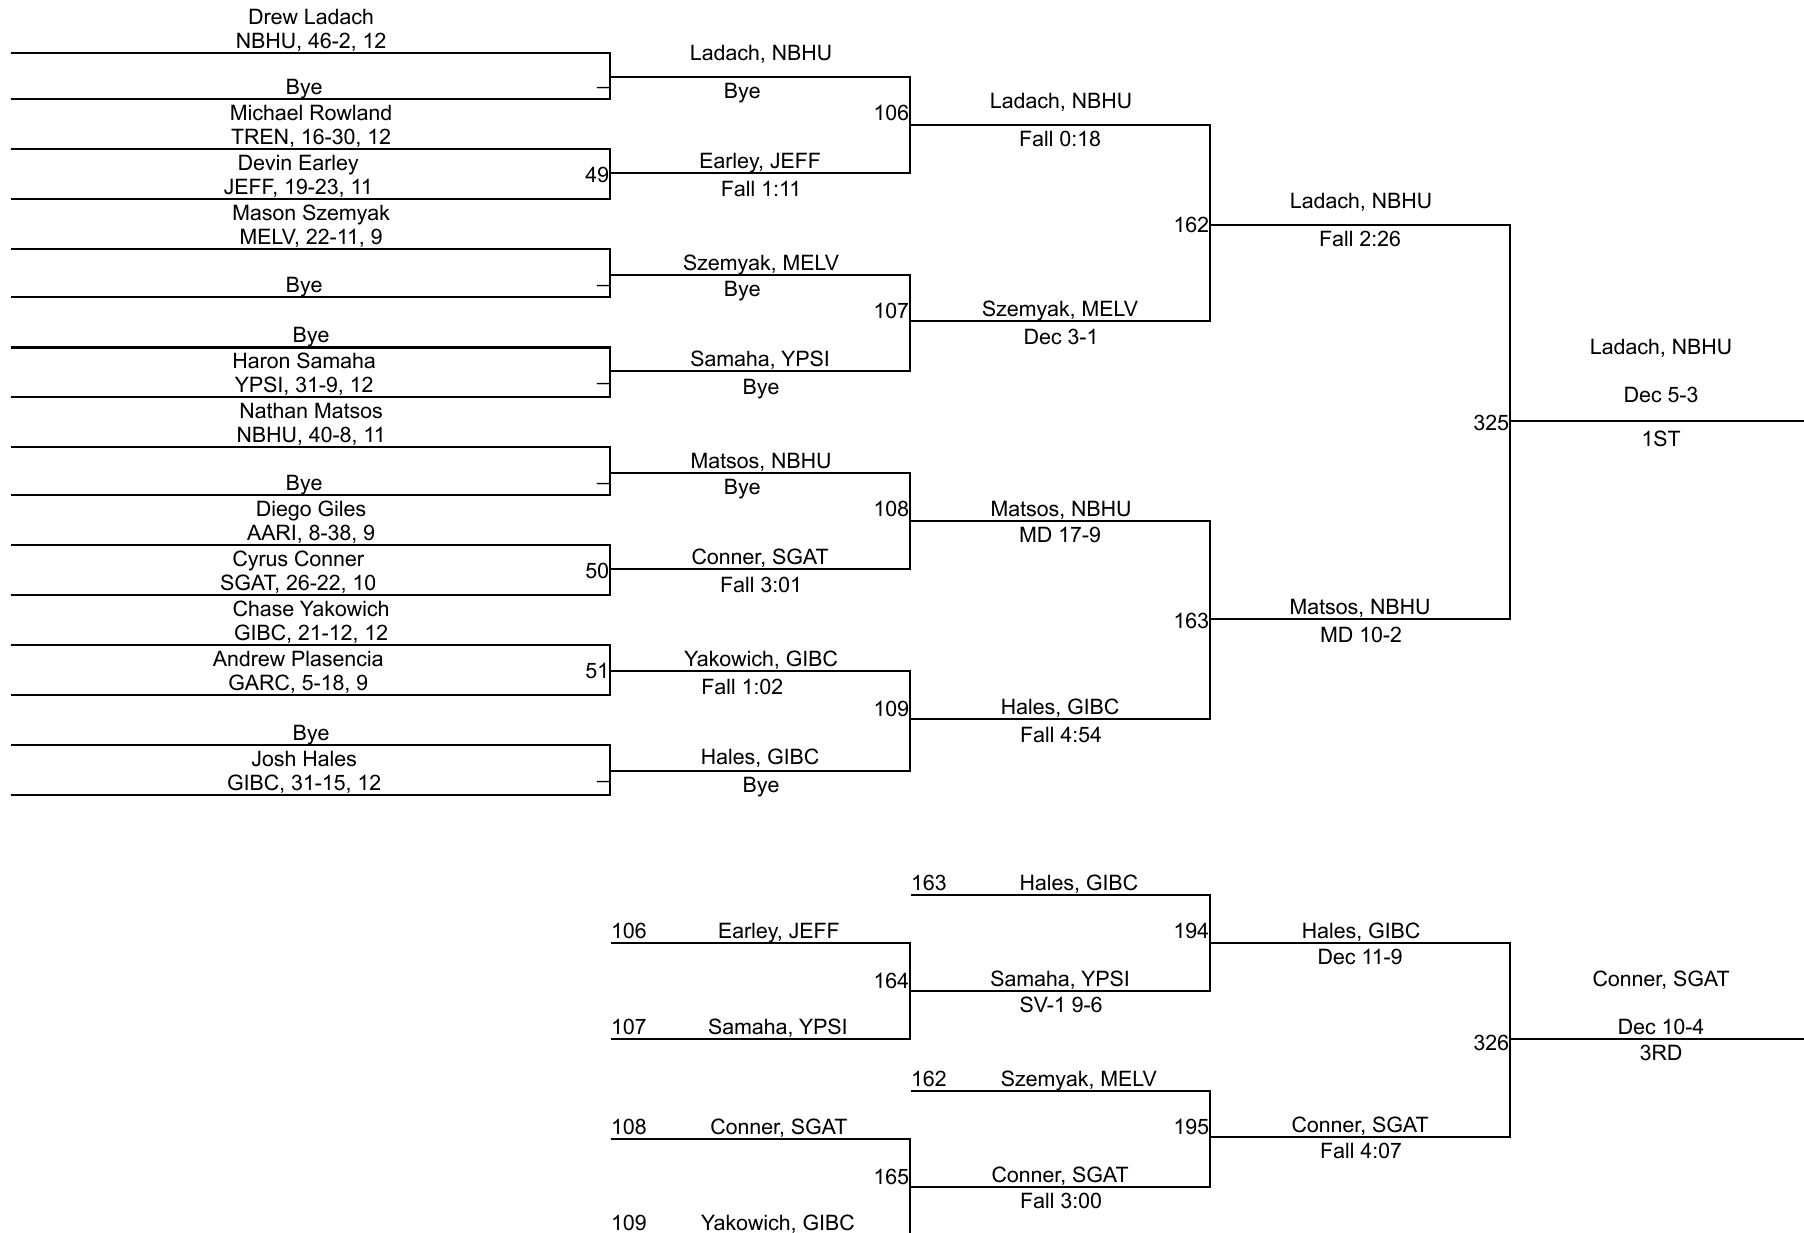 Drew Ladach
NBHU, 46-2, 12
Bye
Michael Rowland
TREN, 16-30, 12
Devin Earley
JEFF, 19-23, 11
Mason Szemyak
MELV, 22-11, 9
Bye
Bye
Haron Samaha
YPSI, 31-9, 12
Nathan Matsos
NBHU, 40-8, 11
Bye
Diego Giles
AARI, 8-38, 9
Cyrus Conner
SGAT, 26-22, 10
Chase Yakowich
GIBC, 21-12, 12
Andrew Plasencia
GARC, 5-18, 9
Bye
Josh Hales
GIBC, 31-15, 12
–
49
–
–
–
50
51
–
Ladach, NBHU
Bye
Earley, JEFF
Fall 1:11
Szemyak, MELV
Bye
Samaha, YPSI
Bye
Matsos, NBHU
Bye
Conner, SGAT
Fall 3:01
Yakowich, GIBC
Fall 1:02
Hales, GIBC
Bye
106
107
108
109
Ladach, NBHU
Fall 0:18
Szemyak, MELV
Dec 3-1
Matsos, NBHU
MD 17-9
Hales, GIBC
Fall 4:54
162
163
Ladach, NBHU
Fall 2:26
Matsos, NBHU
MD 10-2
325
Ladach, NBHU
Dec 5-3
1ST
106 Earley, JEFF
107 Samaha, YPSI
108 Conner, SGAT
109 Yakowich, GIBC
164
165
163 Hales, GIBC
Samaha, YPSI
SV-1 9-6
162 Szemyak, MELV
Conner, SGAT
Fall 3:00
194
195
Hales, GIBC
Dec 11-9
Conner, SGAT
Fall 4:07
326
Conner, SGAT
Dec 10-4
3RD